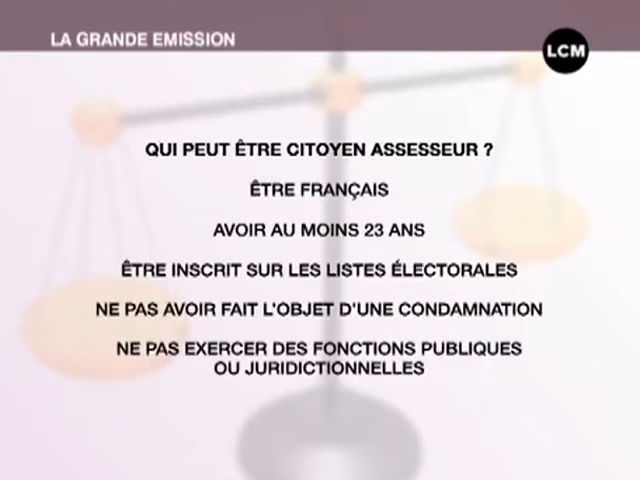 LA GRANDE EMISSION
LCM
QUI PEUT ÊTRE CITOYEN ASSESSEUR ?
ÊTRE FRANÇAIS
AVOIR AU MOINS 23 ANS
ÊTRE INSCRIT SUR LES LISTES ÉLECTORALES
NE PAS AVOIR FAIT L'OBJET D'UNE CONDAMNATION
NE PAS EXERCER DES FONCTIONS PUBLIQUES
OU JURIDICTIONNELLES